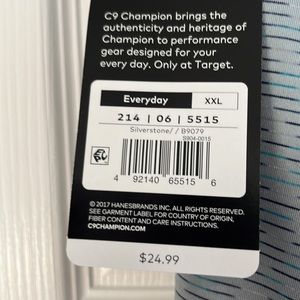 C9 Champion brings the
authenticity and heritage of
Champion to performance
gear designed for your
every day. Only at Target.
Everyday XXL
214 | 06 | 5515
Silverstone/ / B9079
S904-0015
4 92140 65515 6
© 2017 HANESBRANDS INC. ALL RIGHTS RESERVED.
SEE GARMENT LABEL FOR COUNTRY OF ORIGIN,
FIBER CONTENT AND CARE INSTRUCTIONS.
C9CHAMPION.COM
$24.99